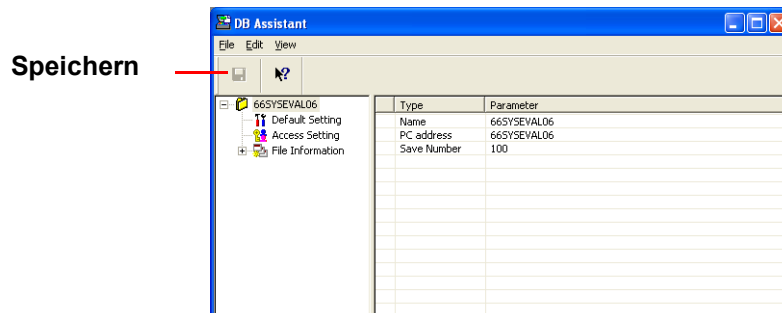 DB Assistant
File Edit View
Speichern
66SYSEVAL06
Default Setting
Access Setting
File Information
Type Parameter
Name 66SYSEVAL06
PC address 66SYSEVAL06
Save Number 100